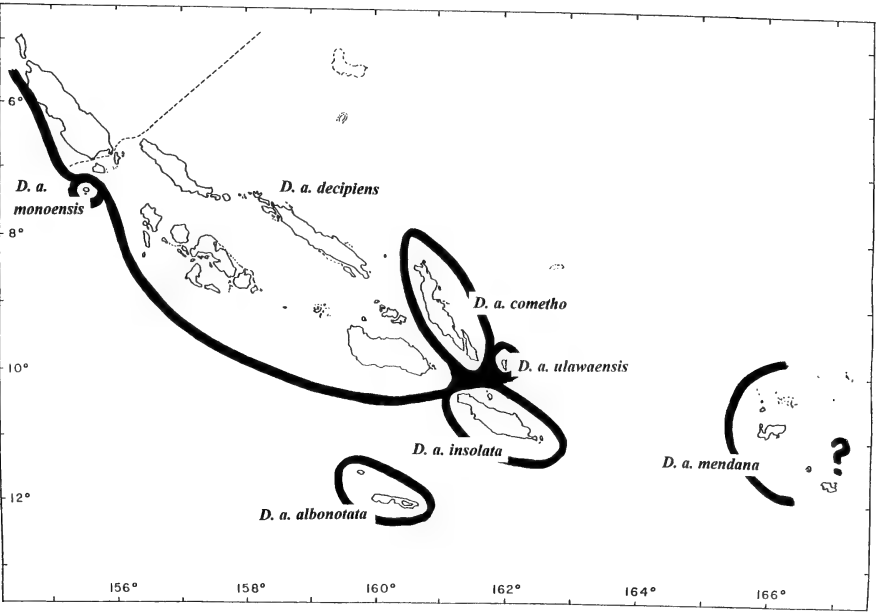 6°
D. a. decipiens
D. a.
monoensis
8°
D. a. cometho
10°
D. a. ulawaensis
D. a. insolata
?
D. a. mendana
12°
D. a. albonotata
156°
158°
160°
162°
164°
166°